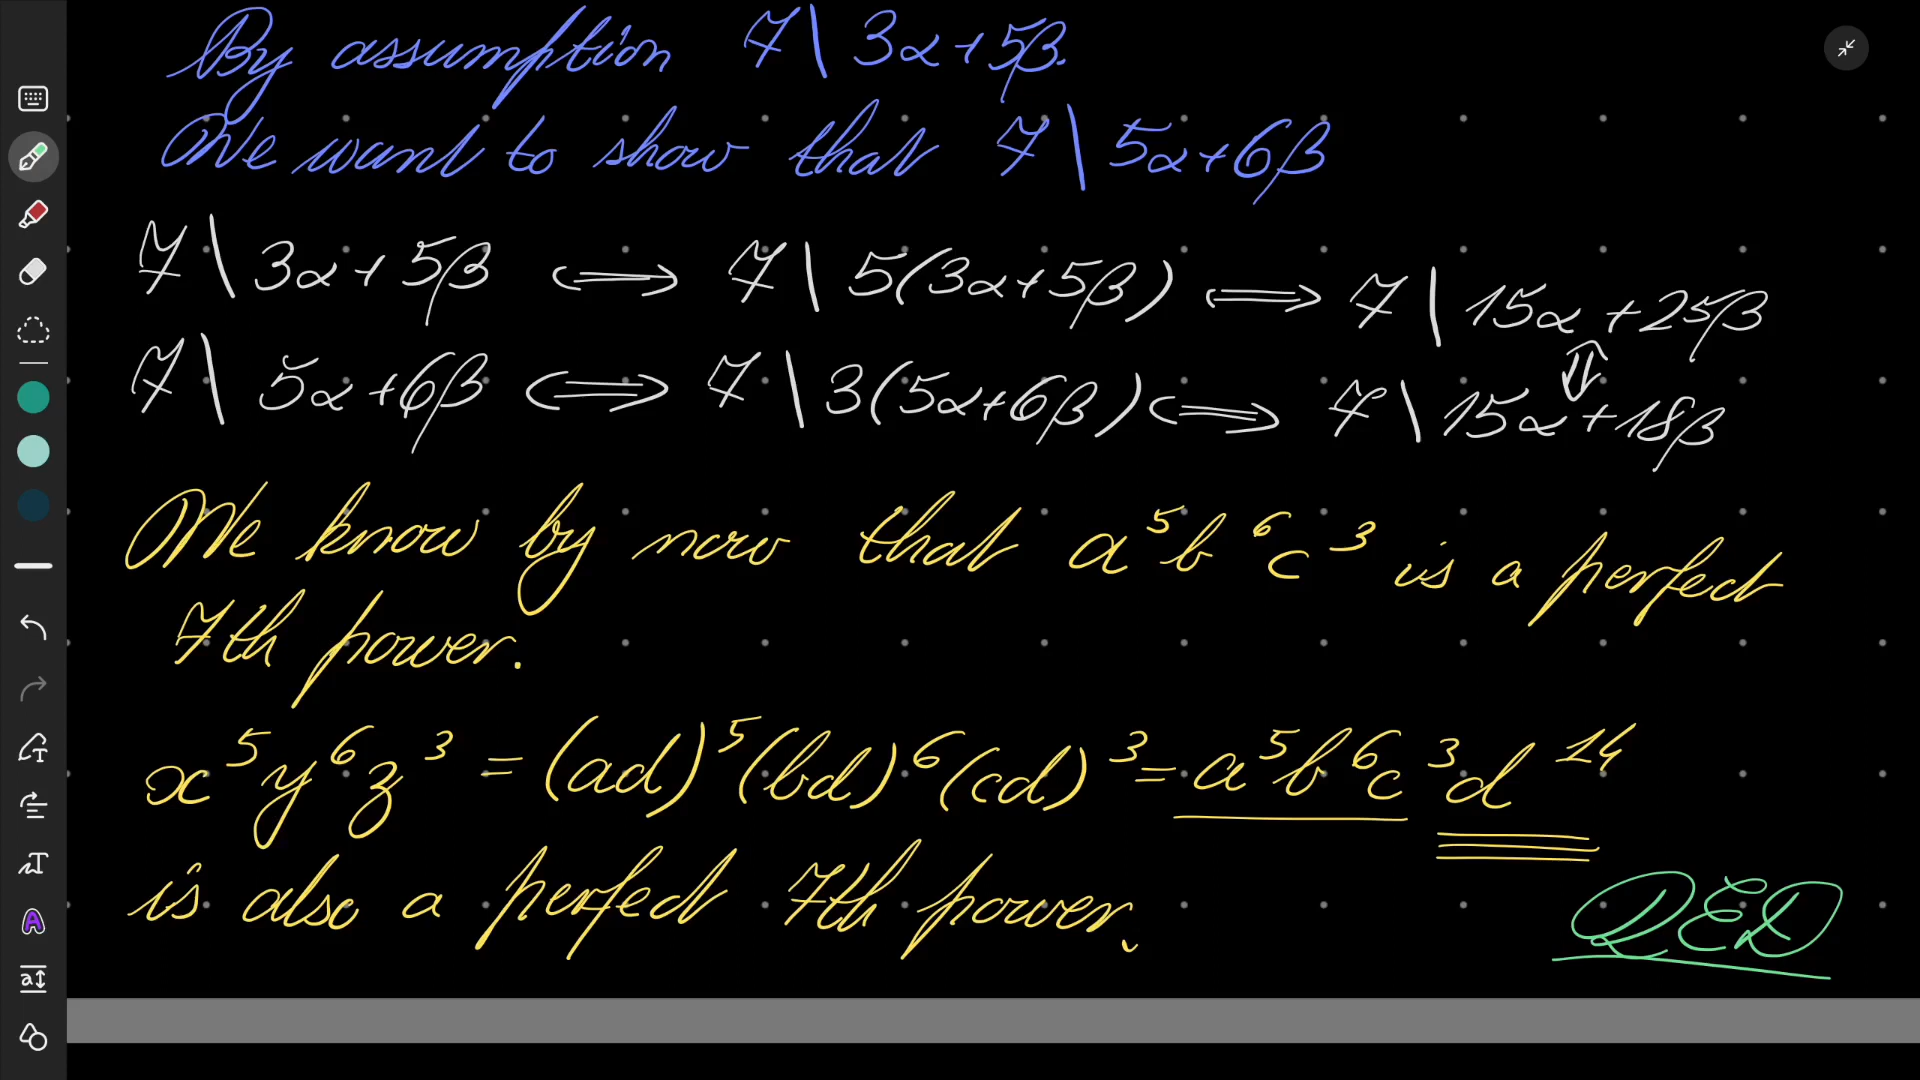 By assumption 7 \ 3α+5β.
We want to show that 7 \ 5α+6β
7 \ 3α+5β ⟺ 7 \ 5(3α+5β) ⟺ 7 \ 15α+25β
⇕
7 \ 5α+6β ⟺ 7 \ 3(5α+6β) ⟺ 7 \ 15α+18β
We know by now that a⁵b⁶c³ is a perfect
7th power.
x⁵y⁶z³ = (ad)⁵(bd)⁶(cd)³ = a⁵b⁶c³d¹⁴
is also a perfect 7th power.
QED